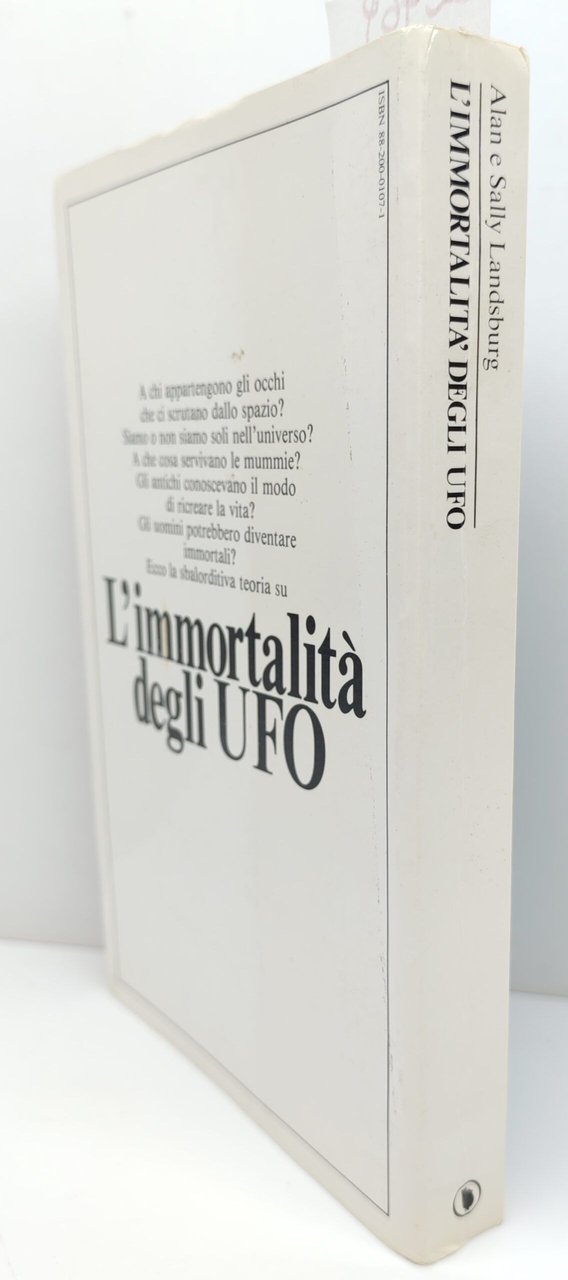 Alan e Sally Landsburg
L'IMMORTALITA' DEGLI UFO
ISBN 88-200-0107-1
A chi appartengono gli occhi
che ci scrutano dallo spazio?
Siamo o non siamo soli nell'universo?
A che cosa servivano le mummie?
Gli antichi conoscevano il modo
di ricreare la vita?
Gli uomini potrebbero diventare
immortali?
Ecco la sbalorditiva teoria su
L'immortalità
degli UFO